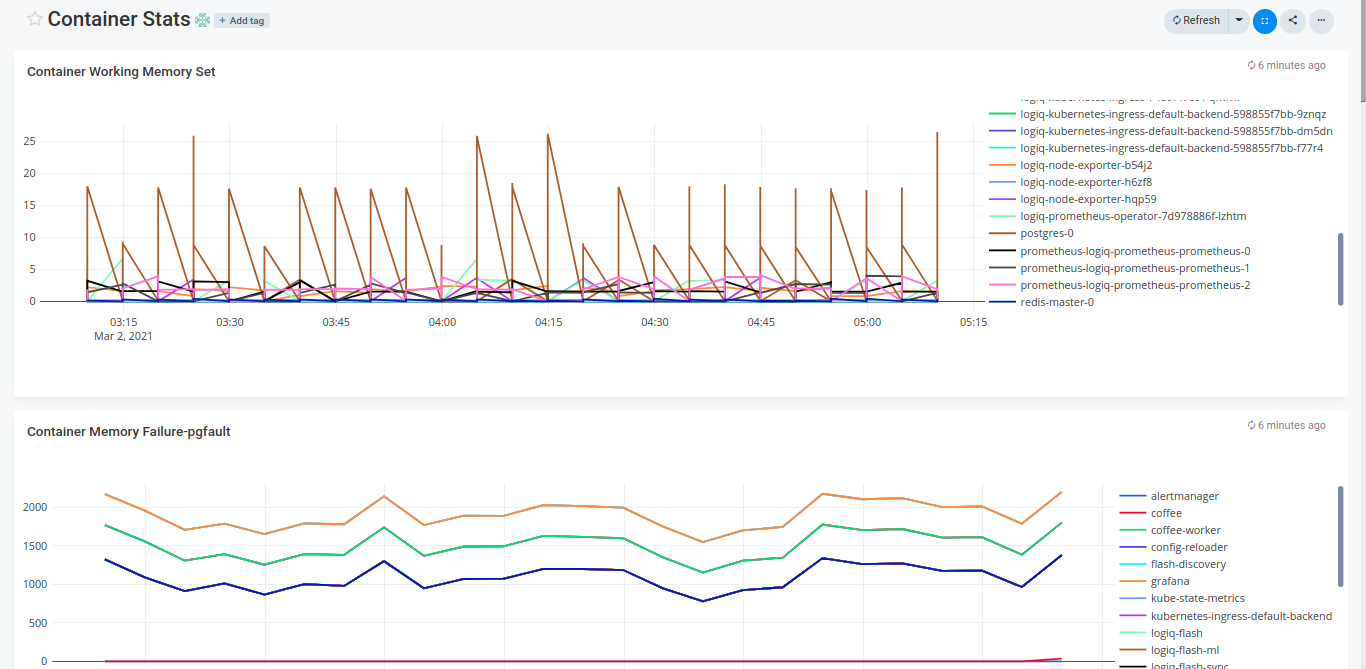 Container Stats + Add tag Refresh
Container Working Memory Set 6 minutes ago
25
20
15
10
5
0
03:15 03:30 03:45 04:00 04:15 04:30 04:45 05:00 05:15
Mar 2, 2021
logiq-kubernetes-ingress-default-backend-598855f7bb-9znqz
logiq-kubernetes-ingress-default-backend-598855f7bb-dm5dn
logiq-kubernetes-ingress-default-backend-598855f7bb-f77r4
logiq-node-exporter-b54j2
logiq-node-exporter-h6zf8
logiq-node-exporter-hqp59
logiq-prometheus-operator-7d978886f-lzhtm
postgres-0
prometheus-logiq-prometheus-prometheus-0
prometheus-logiq-prometheus-prometheus-1
prometheus-logiq-prometheus-prometheus-2
redis-master-0
Container Memory Failure-pgfault 6 minutes ago
2000
1500
1000
500
0
alertmanager
coffee
coffee-worker
config-reloader
flash-discovery
grafana
kube-state-metrics
kubernetes-ingress-default-backend
logiq-flash
logiq-flash-ml
logiq-flash-sync